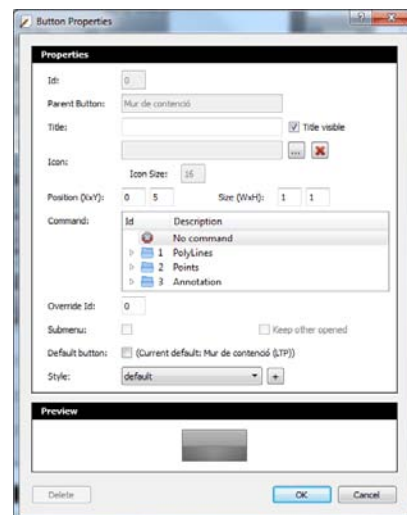 Button Properties
Properties
Id: 0
Parent Button: Mur de contenció
Title: Title visible
Icon: ...
Icon Size: 16
Position (XxY): 0 5 Size (WxH): 1 1
Command: Id Description
No command
1 PolyLines
2 Points
3 Annotation
Override Id: 0
Submenu: Keep other opened
Default button: (Current default: Mur de contenció (LTP))
Style: default +
Preview
Delete OK Cancel